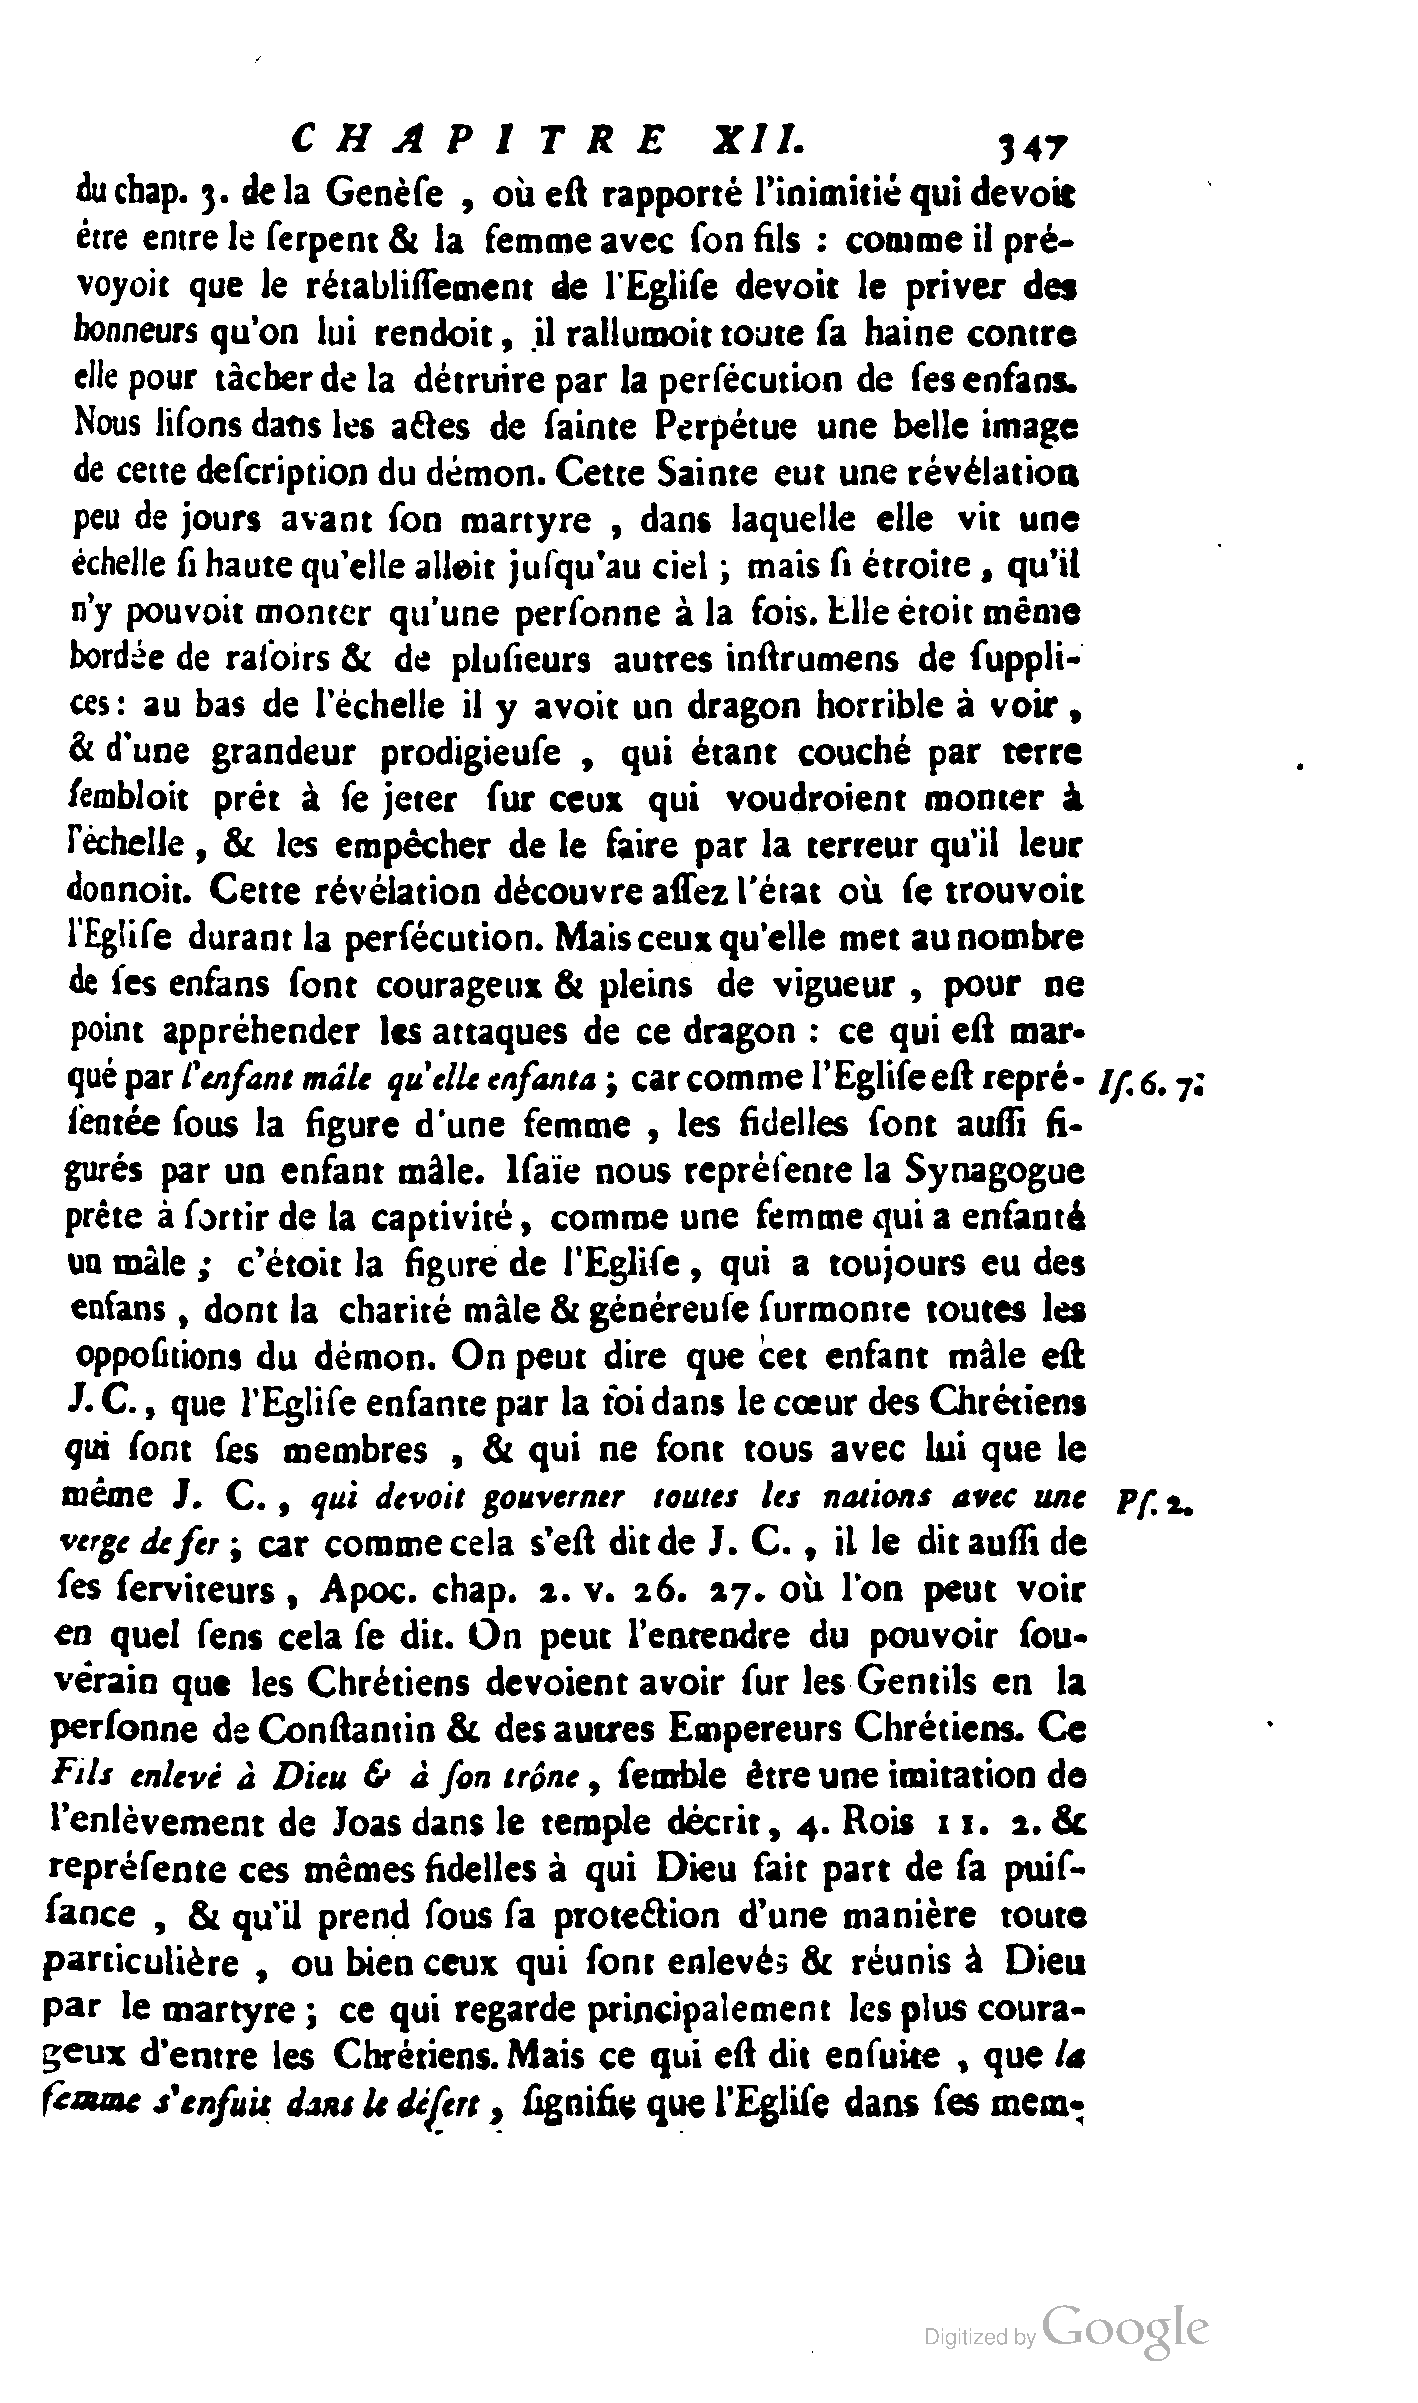 CHAPITRE XII. 347
du chap. 3. de la Genèſe , où eſt rapporté l'inimitié qui devoit
être entre le ſerpent & la femme avec ſon fils : comme il pré-
voyoit que le rétabliſſement de l'Egliſe devoit le priver des
honneurs qu'on lui rendoit, il rallumoit toute ſa haine contre
elle pour tâcher de la détruire par la perſécution de ſes enfans.
Nous liſons dans les actes de ſainte Perpétue une belle image
de cette deſcription du démon. Cette Sainte eut une révélation
peu de jours avant ſon martyre , dans laquelle elle vit une
échelle ſi haute qu'elle alloit juſqu'au ciel ; mais ſi étroite , qu'il
n'y pouvoit monter qu'une perſonne à la fois. Elle étoit même
bordée de raſoirs & de pluſieurs autres inſtrumens de ſuppli-
ces : au bas de l'échelle il y avoit un dragon horrible à voir ,
& d'une grandeur prodigieuſe , qui étant couché par terre
ſembloit prêt à ſe jeter ſur ceux qui voudroient monter à
l'échelle , & les empêcher de le faire par la terreur qu'il leur
donnoit. Cette révélation découvre aſſez l'état où ſe trouvoit
l'Egliſe durant la perſécution. Mais ceux qu'elle met au nombre
de ſes enfans ſont courageux & pleins de vigueur , pour ne
point appréhender les attaques de ce dragon : ce qui eſt mar-
qué par l'enfant mâle qu'elle enfanta ; car comme l'Egliſe eſt repré- Iſ. 6. 7.
ſentée ſous la figure d'une femme , les fidelles ſont auſſi fi-
gurés par un enfant mâle. Iſaïe nous repréſente la Synagogue
prête à ſortir de la captivité, comme une femme qui a enfanté
un mâle ; c'étoit la figure de l'Egliſe, qui a toujours eu des
enfans , dont la charité mâle & généreuſe ſurmonte toutes les
oppoſitions du démon. On peut dire que cet enfant mâle eſt
J. C., que l'Egliſe enfante par la foi dans le cœur des Chrétiens
qui ſont ſes membres , & qui ne font tous avec lui que le
même J. C. , qui devoit gouverner toutes les nations avec une Pſ. 2.
verge de fer ; car comme cela s'eſt dit de J. C. , il le dit auſſi de
ſes ſerviteurs , Apoc. chap. 2. v. 26. 27. où l'on peut voir
en quel ſens cela ſe dit. On peut l'entendre du pouvoir ſou-
vérain que les Chrétiens devoient avoir ſur les Gentils en la
perſonne de Conſtantin & des autres Empereurs Chrétiens. Ce
Fils enlevé à Dieu & à ſon trône, ſemble être une imitation de
l'enlèvement de Joas dans le temple décrit, 4. Rois 11. 2. &
repréſente ces mêmes fidelles à qui Dieu fait part de ſa puiſ-
ſance , & qu'il prend ſous ſa protection d'une manière toute
particulière , ou bien ceux qui ſont enlevés & réunis à Dieu
par le martyre ; ce qui regarde principalement les plus coura-
geux d'entre les Chrétiens. Mais ce qui eſt dit enſuite , que la
femme s'enfuit dans le déſert , ſignifie que l'Egliſe dans ſes mem-
Digitized by Google